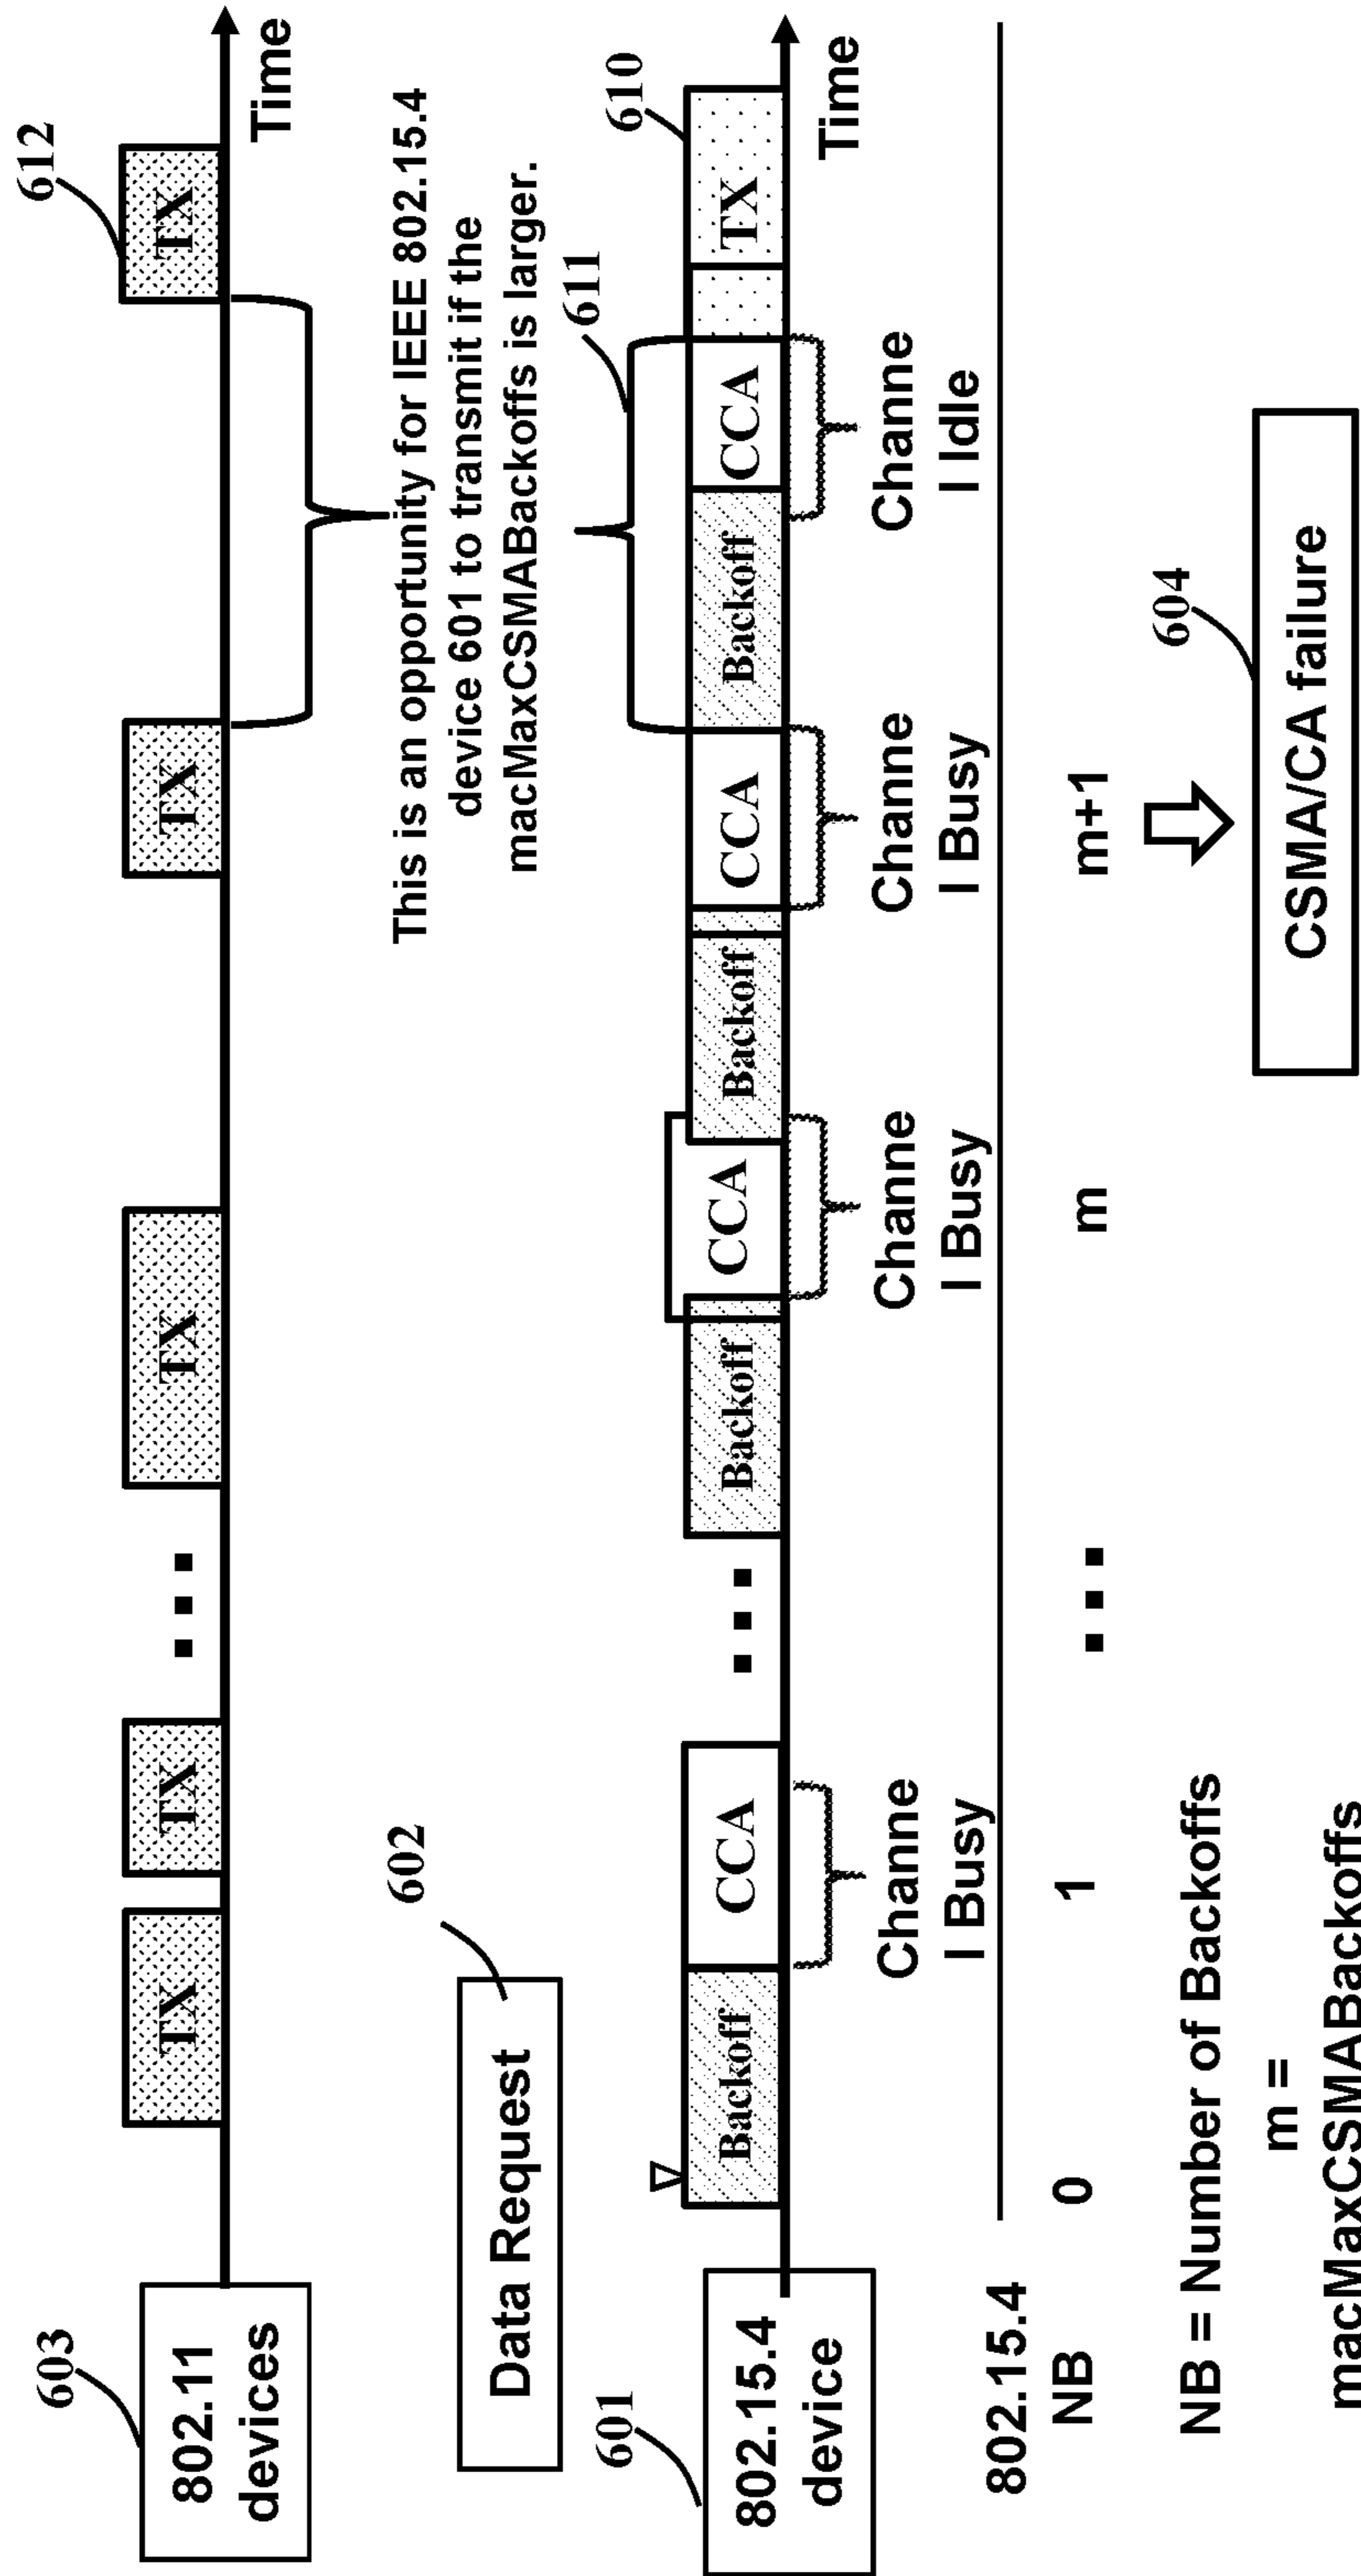 603
802.11
devices
TX
TX
...
TX
TX
TX
612
Time
602
Data Request
This is an opportunity for IEEE 802.15.4
device 601 to transmit if the
macMaxCSMABackoffs is larger.
611
610
601
802.15.4
device
Backoff
CCA
...
Backoff
CCA
Backoff
CCA
Backoff
CCA
TX
Time
Channe
l Busy
Channe
l Busy
Channe
l Busy
Channe
l Idle
802.15.4
NB
0
1
...
m
m+1
NB = Number of Backoffs
m =
macMaxCSMABackoffs
604
CSMA/CA failure